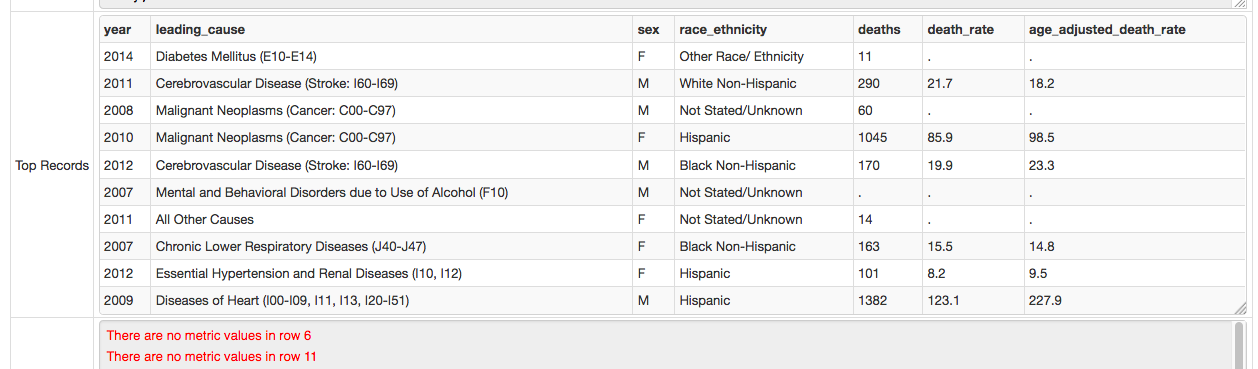 year leading_cause sex race_ethnicity deaths death_rate age_adjusted_death_rate
2014 Diabetes Mellitus (E10-E14) F Other Race/ Ethnicity 11 . .
2011 Cerebrovascular Disease (Stroke: I60-I69) M White Non-Hispanic 290 21.7 18.2
2008 Malignant Neoplasms (Cancer: C00-C97) M Not Stated/Unknown 60 . .
2010 Malignant Neoplasms (Cancer: C00-C97) F Hispanic 1045 85.9 98.5
Top Records 2012 Cerebrovascular Disease (Stroke: I60-I69) M Black Non-Hispanic 170 19.9 23.3
2007 Mental and Behavioral Disorders due to Use of Alcohol (F10) M Not Stated/Unknown . . .
2011 All Other Causes F Not Stated/Unknown 14 . .
2007 Chronic Lower Respiratory Diseases (J40-J47) F Black Non-Hispanic 163 15.5 14.8
2012 Essential Hypertension and Renal Diseases (I10, I12) F Hispanic 101 8.2 9.5
2009 Diseases of Heart (I00-I09, I11, I13, I20-I51) M Hispanic 1382 123.1 227.9
There are no metric values in row 6
There are no metric values in row 11